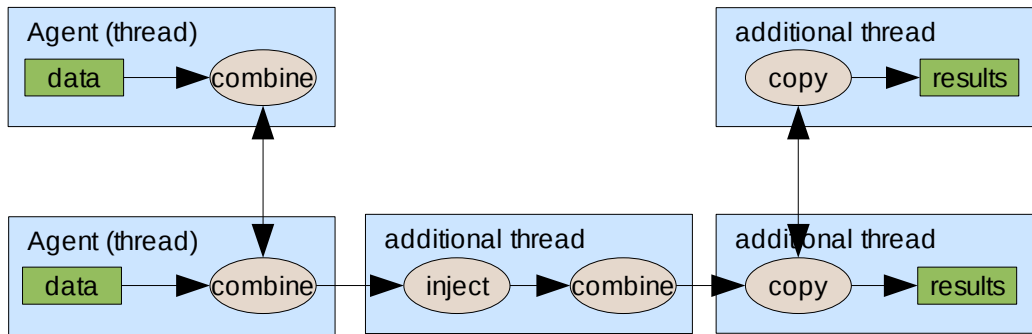 Agent (thread)
data
combine
additional thread
copy
results
Agent (thread)
data
combine
additional thread
inject
combine
additional thread
copy
results